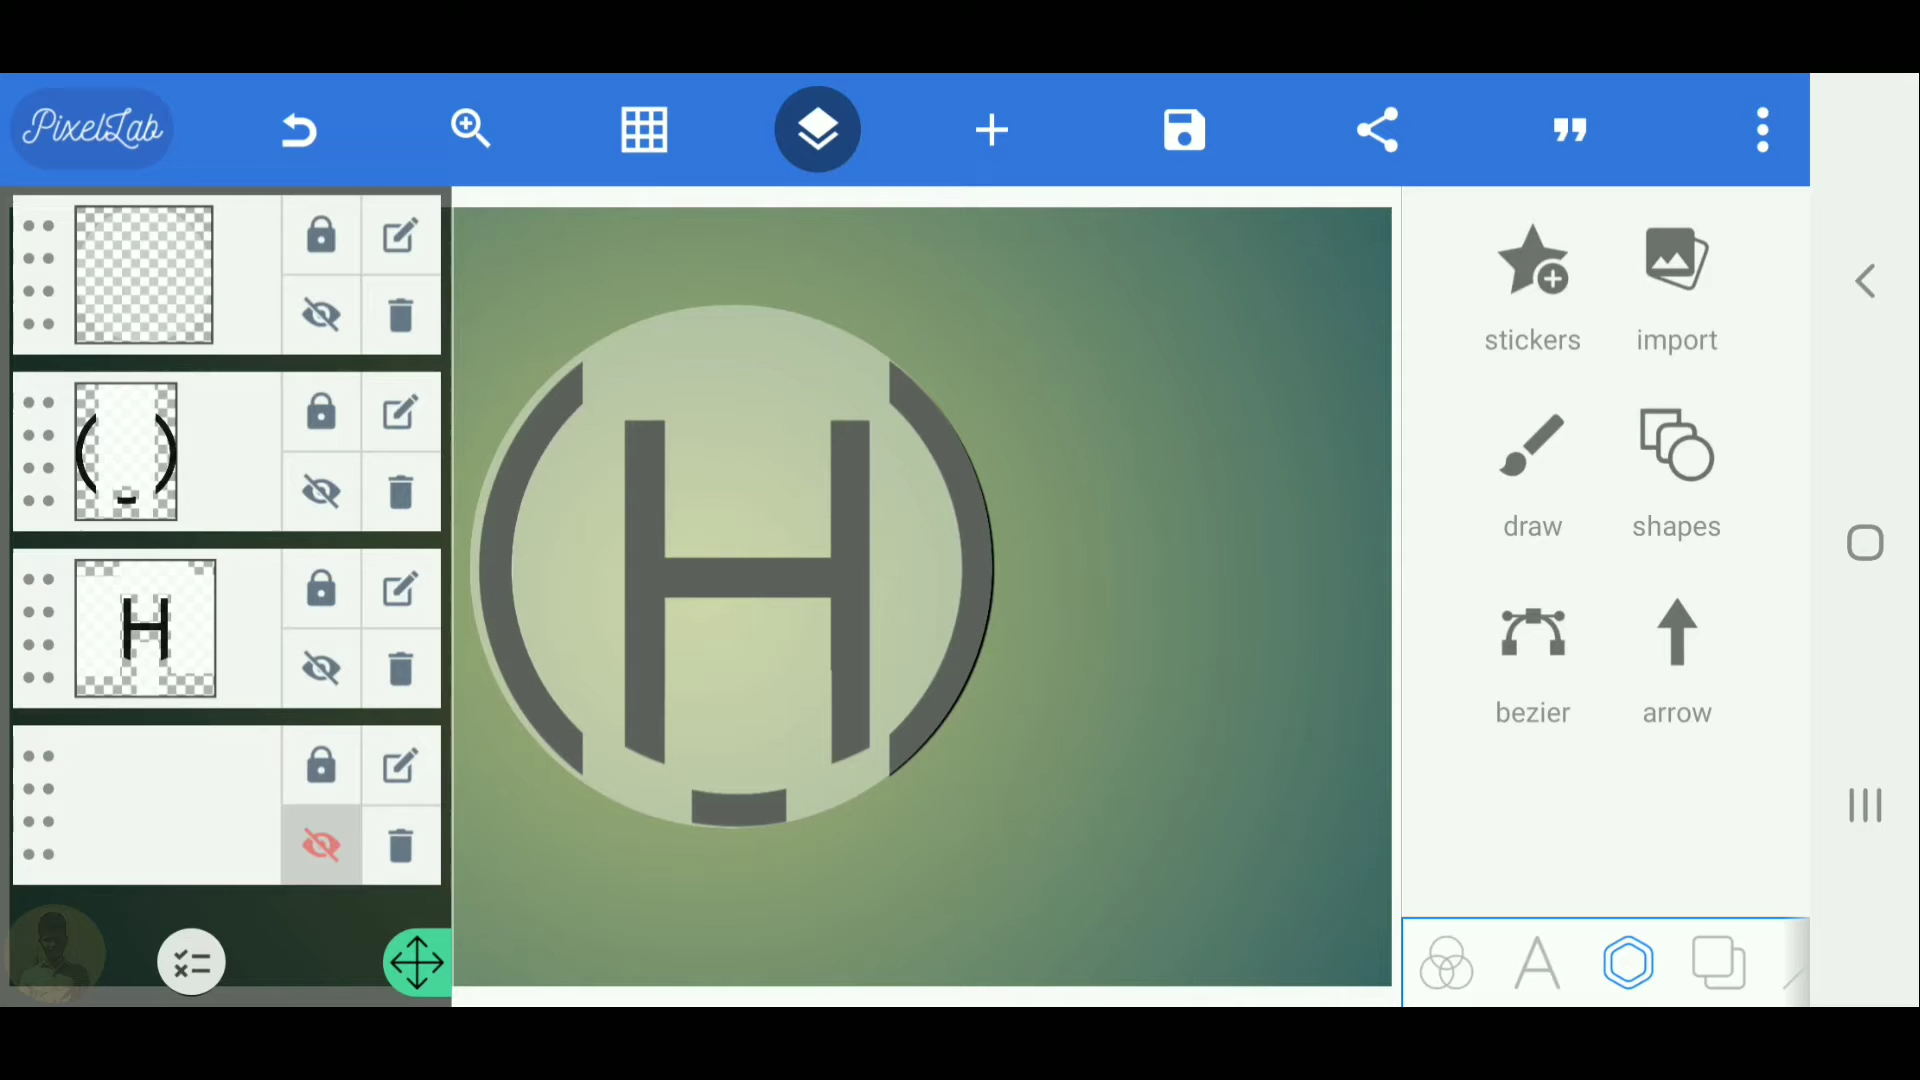 PixelLab
stickers
import
H
H
draw
shapes
bezier
arrow